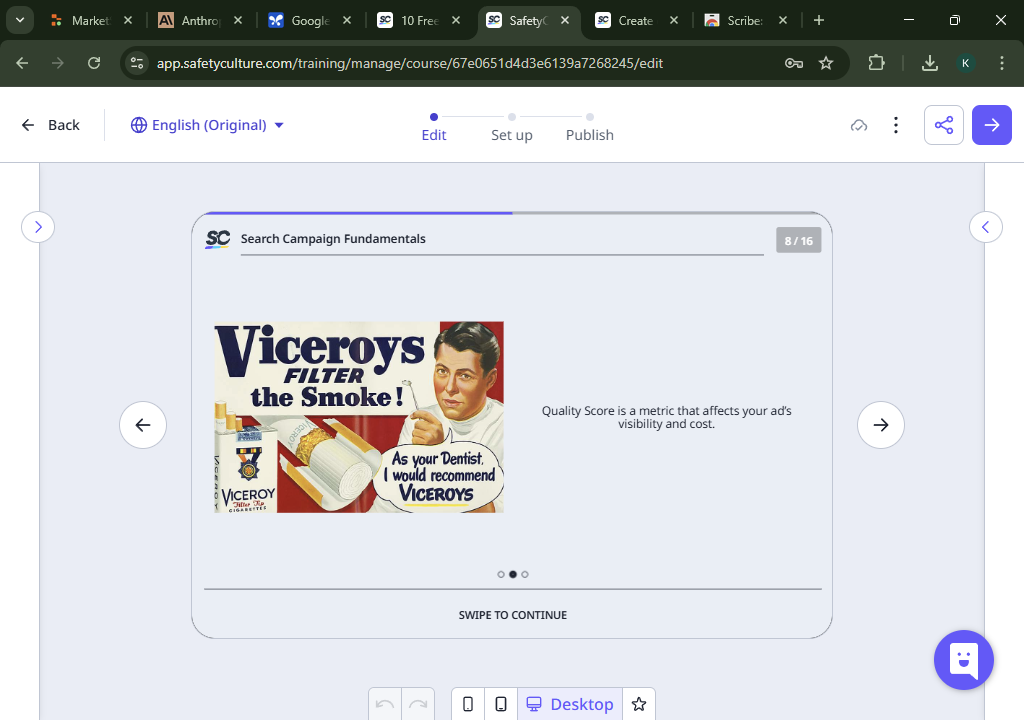 Market
Anthro
Google
10 Free
SafetyC
Create
Scribe:
app.safetyculture.com/training/manage/course/67e0651d4d3e6139a7268245/edit
K
Back
English (Original)
Edit
Set up
Publish
SC
Search Campaign Fundamentals
8 / 16
Viceroys
FILTER
the Smoke!
As your Dentist,
I would recommend
VICEROYS
VICEROY
Filter Tip
CIGARETTES
Quality Score is a metric that affects your ad's
visibility and cost.
SWIPE TO CONTINUE
Desktop